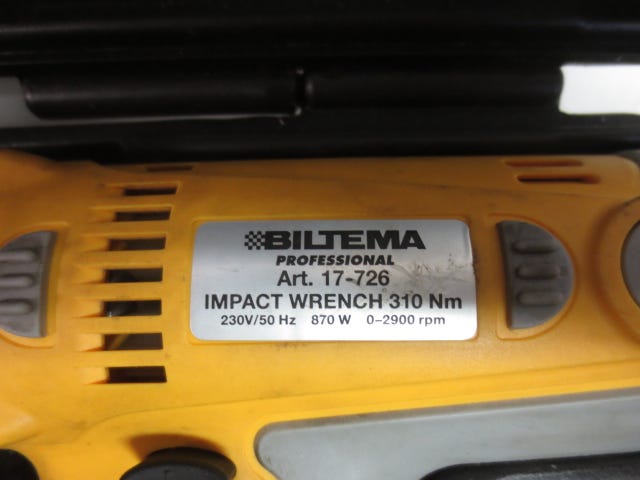 BILTEMA
PROFESSIONAL
Art. 17-726
IMPACT WRENCH 310 Nm
230V/50 Hz 870 W 0-2900 rpm